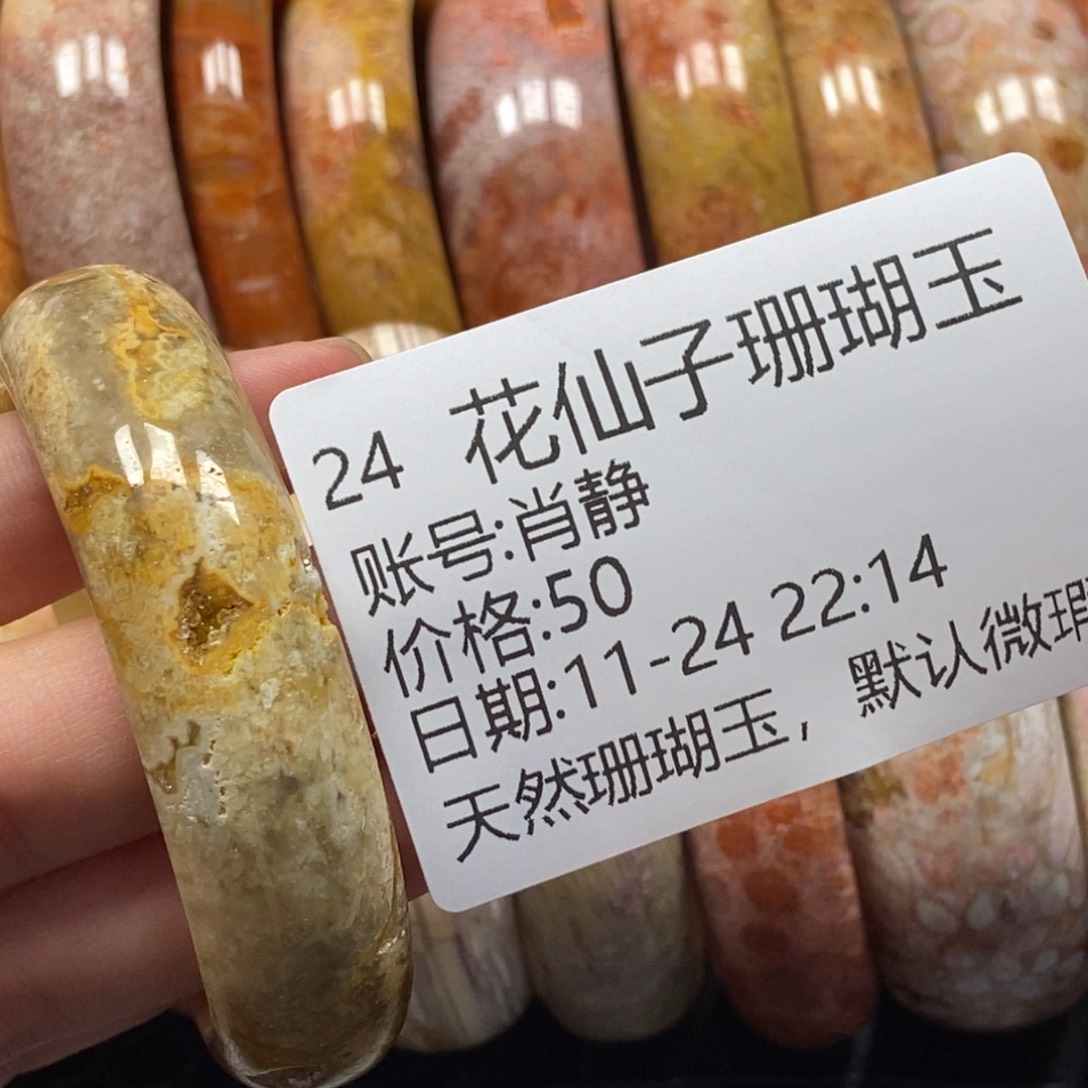 24 花仙子珊瑚玉
账号:肖静
价格:50
日期:11-24 22:14
天然珊瑚玉，默认微瑕